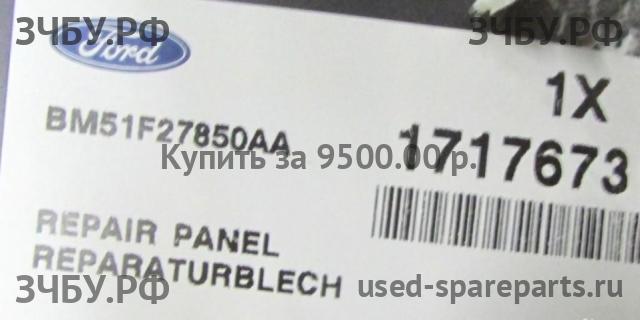 ЗЧБУ.РФ
ЗЧБУ.РФ
Ford
1X
BM51F27850AA
1717673
Купить за 9500.00 р.
REPAIR PANEL
REPARATURBLECH
ЗЧБУ.РФ
used-spareparts.ru